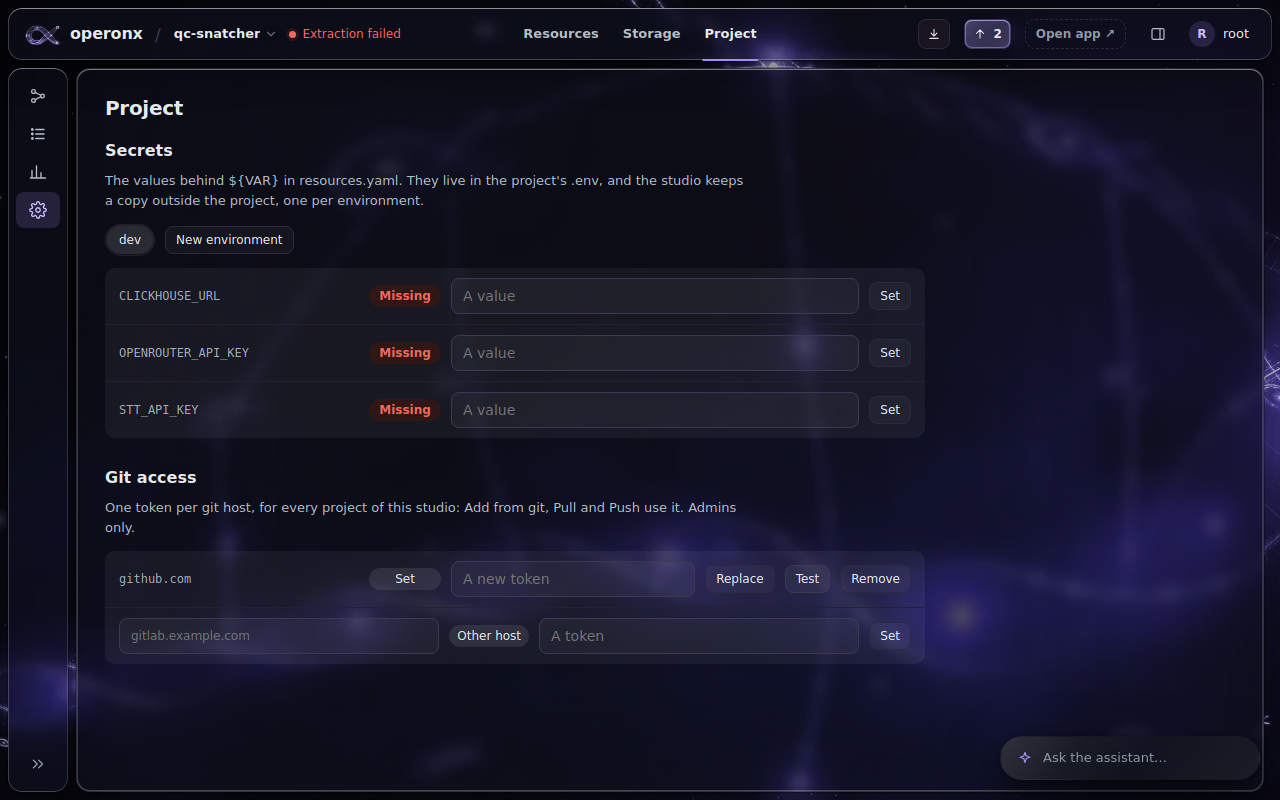 operonx / qc-snatcher Extraction failed Resources Storage Project 2 Open app ↗ R root
Project
Secrets
The values behind ${VAR} in resources.yaml. They live in the project's .env, and the studio keeps
a copy outside the project, one per environment.
dev New environment
CLICKHOUSE_URL Missing A value Set
OPENROUTER_API_KEY Missing A value Set
STT_API_KEY Missing A value Set
Git access
One token per git host, for every project of this studio: Add from git, Pull and Push use it. Admins
only.
github.com Set A new token Replace Test Remove
gitlab.example.com Other host A token Set
Ask the assistant...